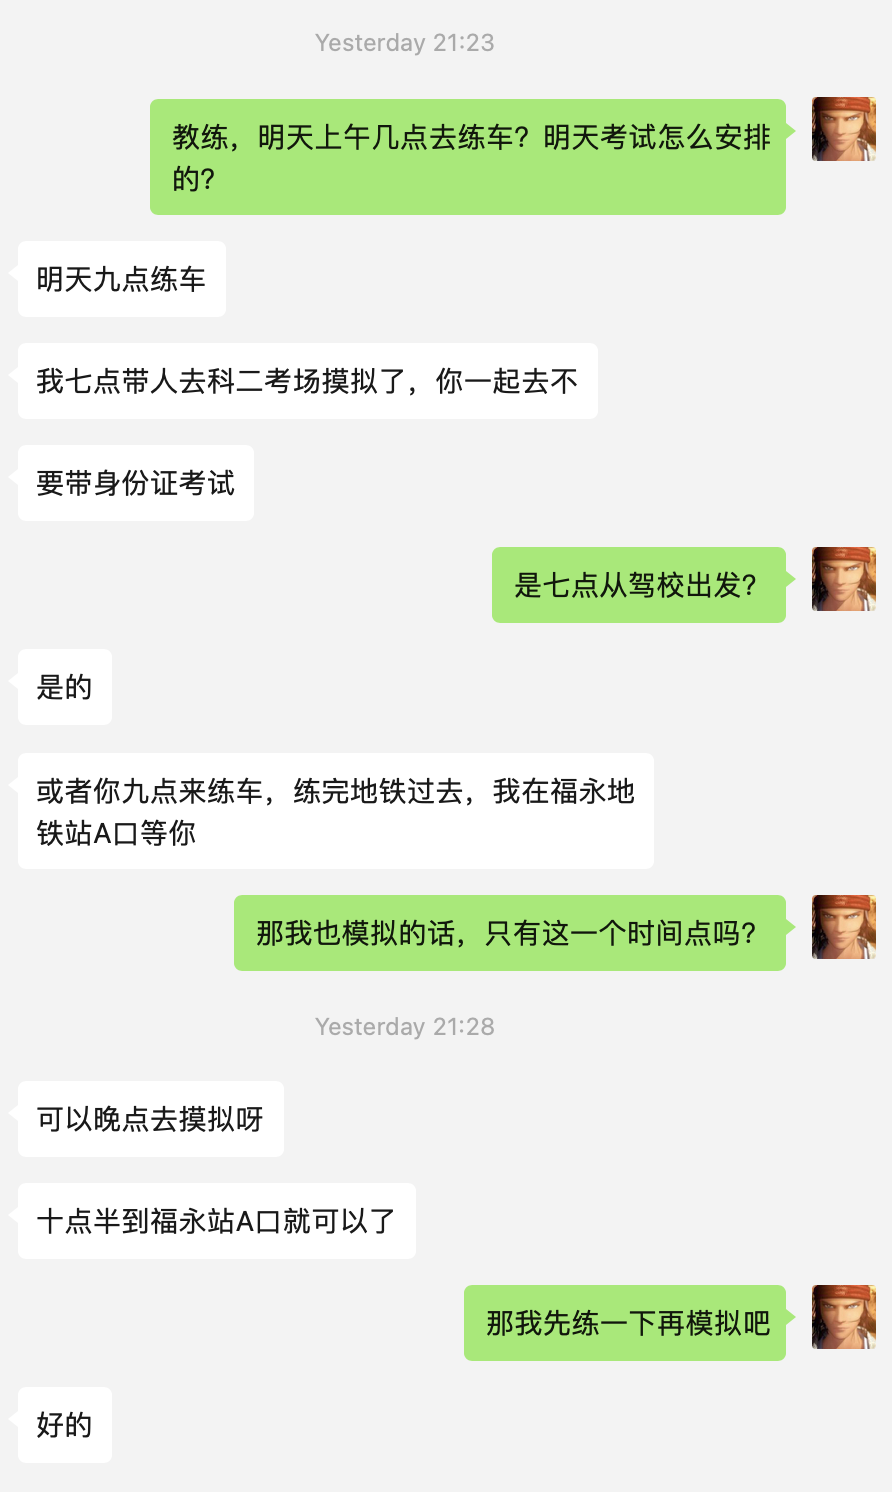 Yesterday 21:23
教练，明天上午几点去练车？明天考试怎么安排
的？
明天九点练车
我七点带人去科二考场摸拟了，你一起去不
要带身份证考试
是七点从驾校出发？
是的
或者你九点来练车，练完地铁过去，我在福永地
铁站A口等你
那我也模拟的话，只有这一个时间点吗？
Yesterday 21:28
可以晚点去摸拟呀
十点半到福永站A口就可以了
那我先练一下再模拟吧
好的